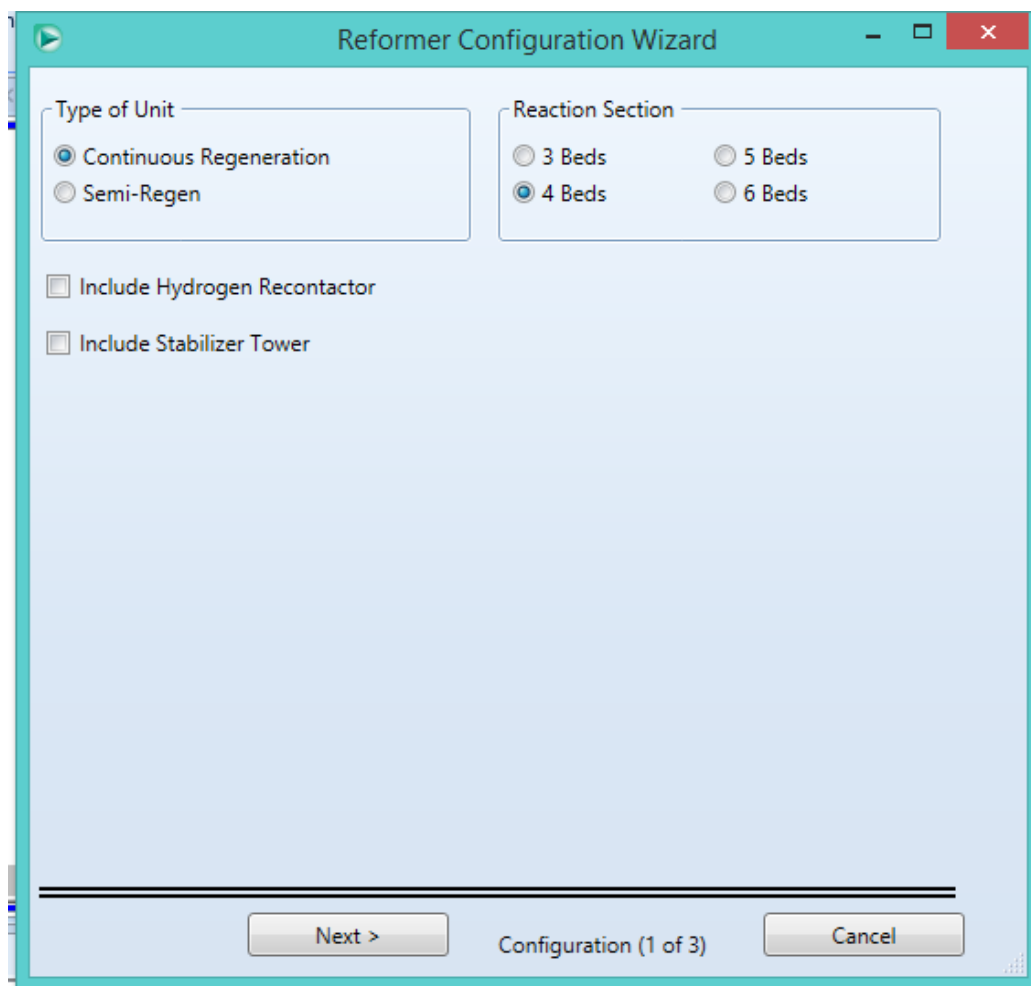 Reformer Configuration Wizard
Type of Unit
Continuous Regeneration
Semi-Regen
Reaction Section
3 Beds
5 Beds
4 Beds
6 Beds
Include Hydrogen Recontactor
Include Stabilizer Tower
Next >
Configuration (1 of 3)
Cancel